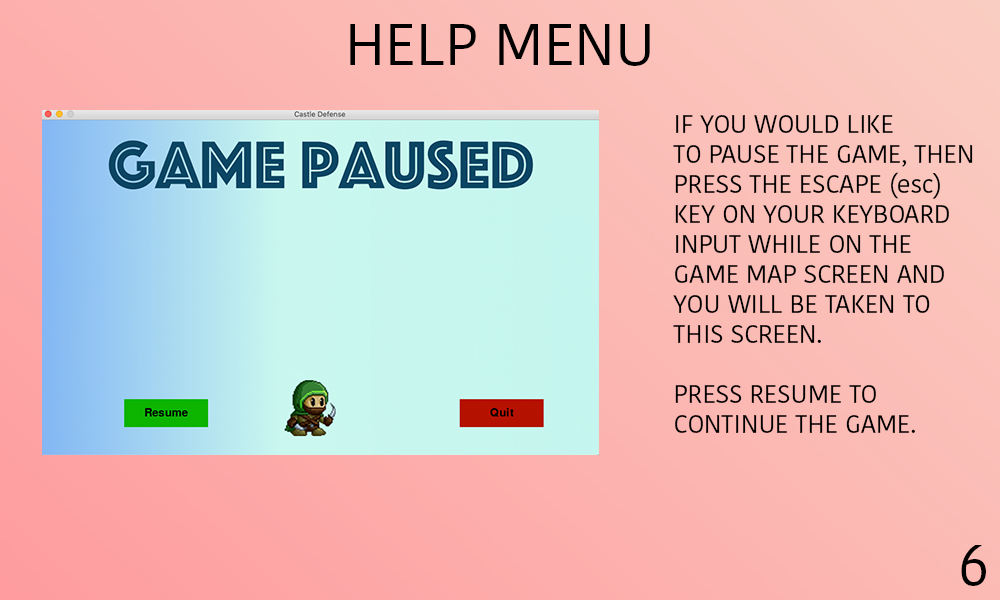 HELP MENU
Castle Defense
GAME PAUSED
Resume
Quit
IF YOU WOULD LIKE
TO PAUSE THE GAME, THEN
PRESS THE ESCAPE (esc)
KEY ON YOUR KEYBOARD
INPUT WHILE ON THE
GAME MAP SCREEN AND
YOU WILL BE TAKEN TO
THIS SCREEN.
PRESS RESUME TO
CONTINUE THE GAME.
6